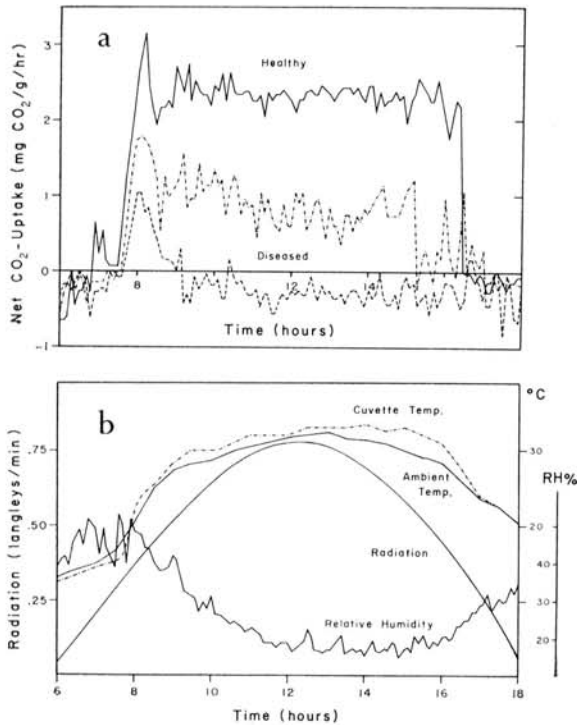 a
Net CO2-Uptake (mg CO2/g/hr)
3
2
1
0
-1
Healthy
Diseased
8
12
14
16
Time (hours)
b
Radiation (langleys/min)
.75
.50
.25
°C
30
20
RH%
40
30
20
Cuvette Temp.
Ambient
Temp.
Radiation
Relative Humidity
6
8
10
12
14
16
18
Time (hours)